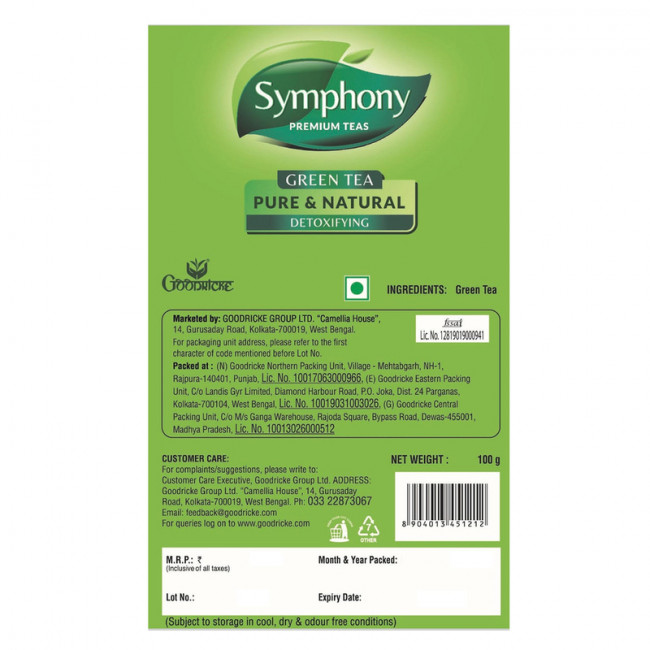 Symphony
PREMIUM TEAS
GREEN TEA
PURE & NATURAL
DETOXIFYING
GOODRICKE
INGREDIENTS: Green Tea
Marketed by: GOODRICKE GROUP LTD. "Camellia House",
14, Gurusaday Road, Kolkata-700019, West Bengal.
For packaging unit address, please refer to the first
character of code mentioned before Lot No.
fssai
Lic. No. 12819019000941
Packed at : (N) Goodricke Northern Packing Unit, Village - Mehtabgarh, NH-1,
Rajpura-140401, Punjab, Lic. No. 10017063000966, (E) Goodricke Eastern Packing
Unit, C/o Landis Gyr Limited, Diamond Harbour Road, P.O. Joka, Dist. 24 Parganas,
Kolkata-700104, West Bengal, Lic. No. 10019031003026, (G) Goodricke Central
Packing Unit, C/o M/s Ganga Warehouse, Rajoda Square, Bypass Road, Dewas-455001,
Madhya Pradesh, Lic. No. 10013026000512
CUSTOMER CARE:
For complaints/suggestions, please write to:
Customer Care Executive, Goodricke Group Ltd. ADDRESS:
Goodricke Group Ltd. "Camellia House", 14, Gurusaday
Road, Kolkata-700019, West Bengal. Ph: 033 22873067
Email: feedback@goodricke.com
For queries log on to www.goodricke.com
NET WEIGHT : 100 g
8 904013 451212
7
OTHER
M.R.P.: ₹
(Inclusive of all taxes)
Month & Year Packed:
Lot No.:
Expiry Date:
(Subject to storage in cool, dry & odour free conditions)